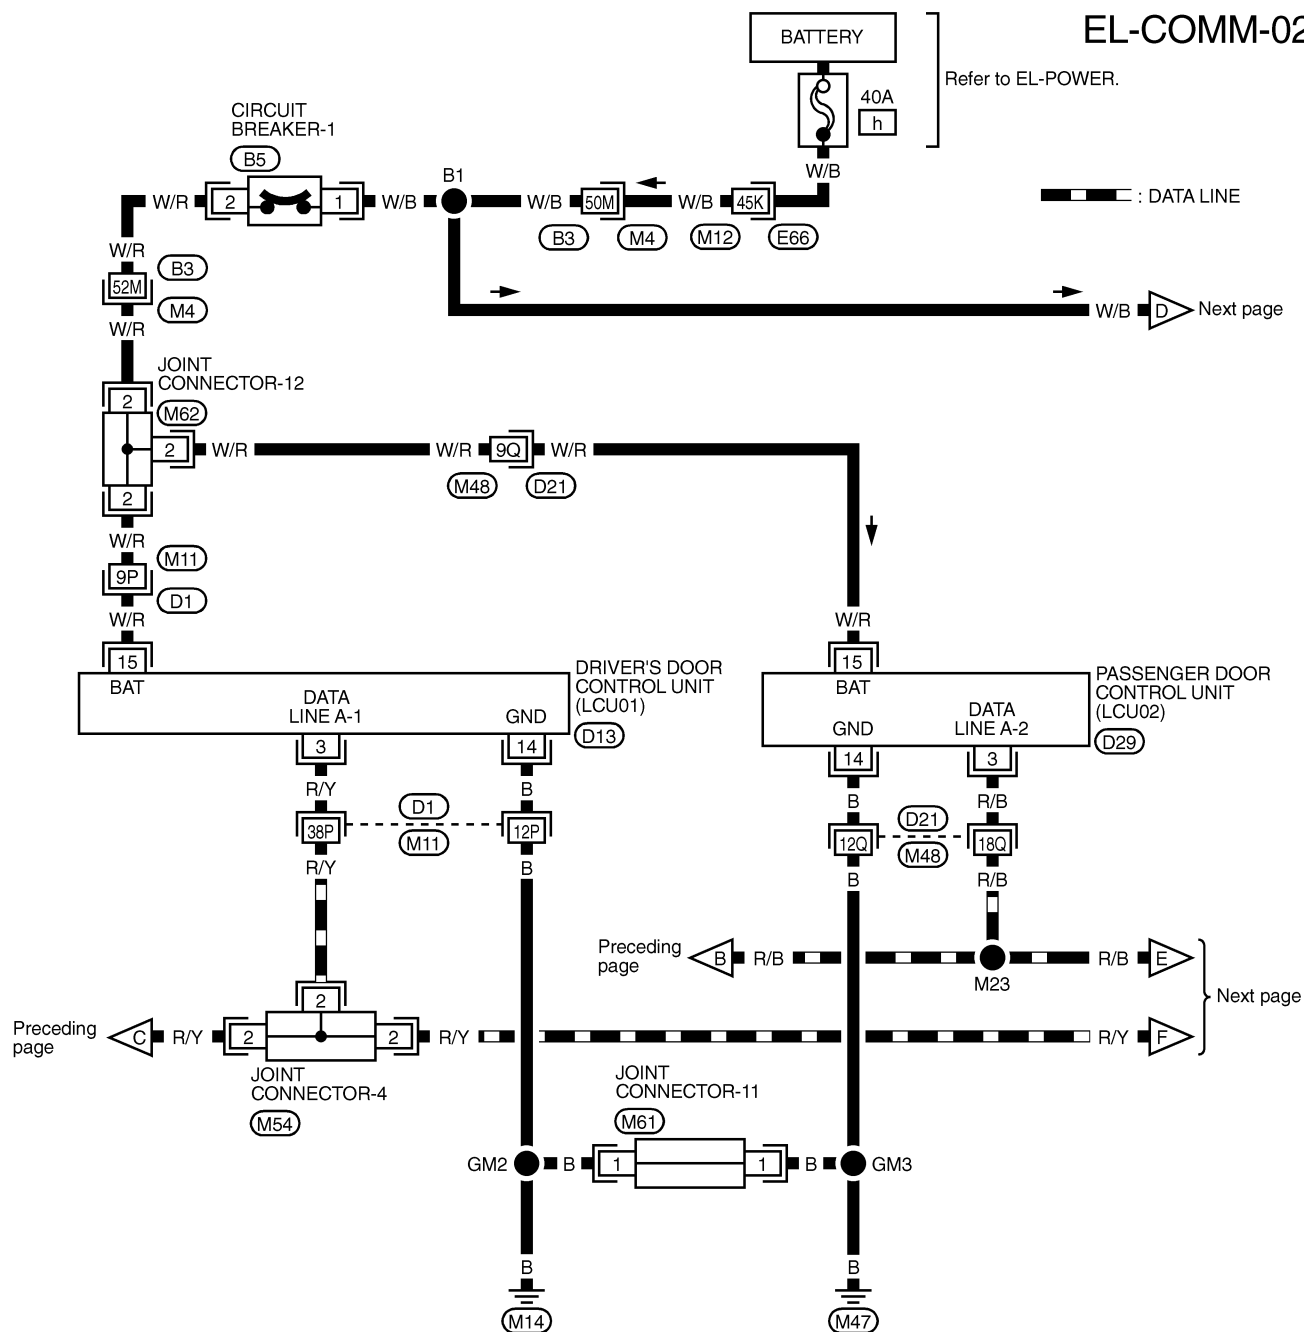 EL-COMM-02
BATTERY
Refer to EL-POWER.
40A
h
W/B
CIRCUIT
BREAKER-1
B5
W/R
2
1
W/B
B1
W/B
50M
W/B
45K
: DATA LINE
B3
M4
M12
E66
W/R
B3
52M
M4
W/R
W/B
D
Next page
JOINT
CONNECTOR-12
2
M62
2
W/R
W/R
9Q
W/R
M48
D21
2
W/R
M11
9P
D1
W/R
W/R
15
15
BAT
DATA
LINE A-1
GND
DRIVER'S DOOR
CONTROL UNIT
(LCU01)
D13
BAT
GND
DATA
LINE A-2
PASSENGER DOOR
CONTROL UNIT
(LCU02)
D29
3
14
14
3
R/Y
B
B
R/B
D1
38P
12P
M11
D21
12Q
18Q
M48
R/Y
B
B
R/B
Preceding
page
B
R/B
M23
R/B
E
Next page
2
Preceding
page
C
R/Y
2
2
R/Y
R/Y
F
JOINT
CONNECTOR-4
M54
JOINT
CONNECTOR-11
M61
GM2
B
1
1
B
GM3
B
B
M14
M47